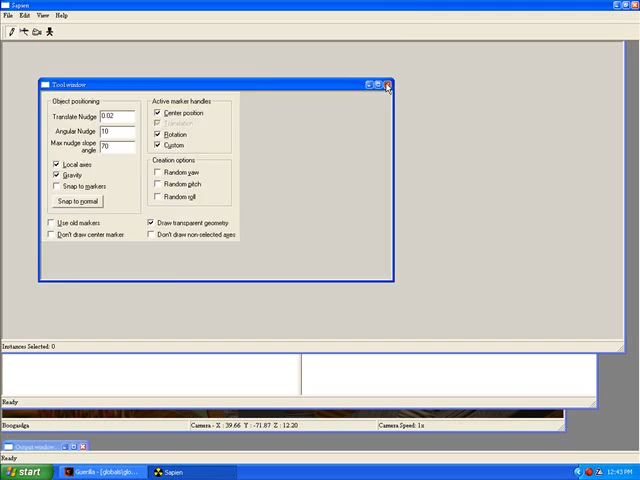 Sapien
File Edit View Help
Tool window
Object positioning
Translate Nudge 0.02
Angular Nudge 10
Max nudge slope angle 70
Local axes
Gravity
Snap to markers
Snap to normal
Active marker handles
Center position
Translation
Rotation
Custom
Creation options
Random yaw
Random pitch
Random roll
Use old markers
Draw transparent geometry
Don't draw center marker
Don't draw non-selected axes
Instances Selected: 0
Ready
Boogardga
Camera - X : 39.66 Y : -71.87 Z : 12.20
Camera Speed: 1x
Output window...
Ready
start
Guerilla - [globals\glo...
Sapien
12:43 PM